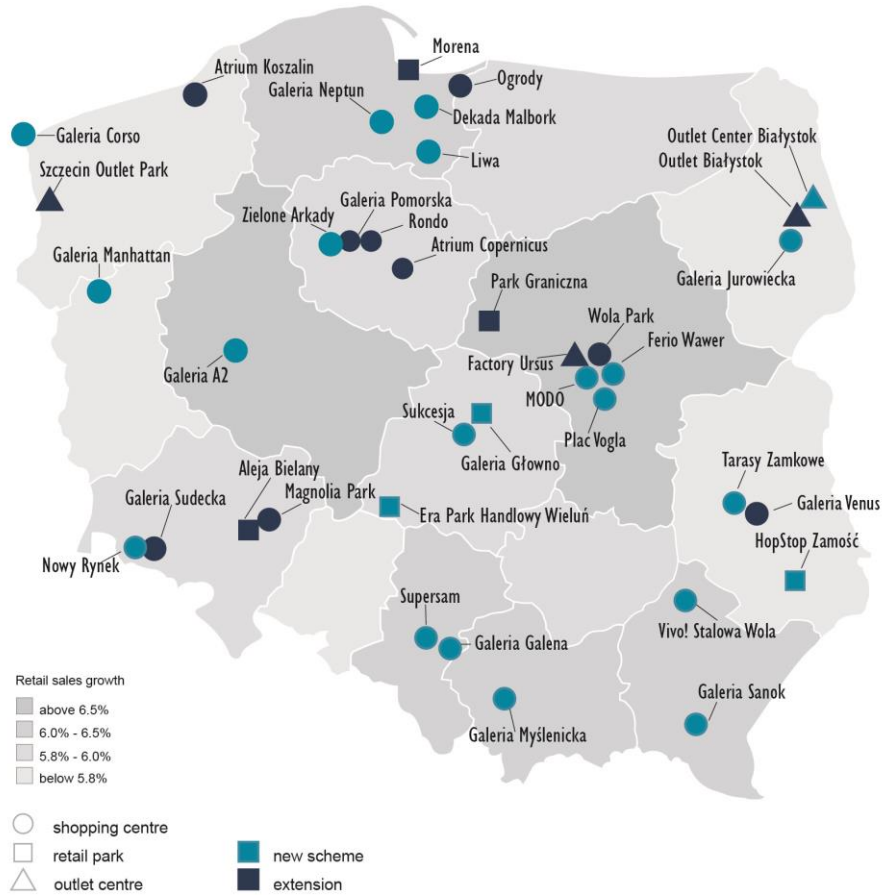 Morena
Atrium Koszalin
Ogrody
Galeria Neptun
Dekada Malbork
Galeria Corso
Outlet Center Białystok
Liwa
Outlet Białystok
Szczecin Outlet Park
Galeria Pomorska
Zielone Arkady
Rondo
Atrium Copernicus
Galeria Manhattan
Galeria Jurowiecka
Park Graniczna
Wola Park
Ferio Wawer
Factory Ursus
Galeria A2
MODO
Sukcesja
Plac Vogla
Galeria Głowno
Tarasy Zamkowe
Aleja Bielany
Magnolia Park
Galeria Sudecka
Galeria Venus
Era Park Handlowy Wieluń
HopStop Zamość
Nowy Rynek
Supersam
Vivo! Stalowa Wola
Galeria Galena
Galeria Sanok
Galeria Myślenicka
Retail sales growth
above 6.5%
6.0% - 6.5%
5.8% - 6.0%
below 5.8%
shopping centre
retail park
outlet centre
new scheme
extension